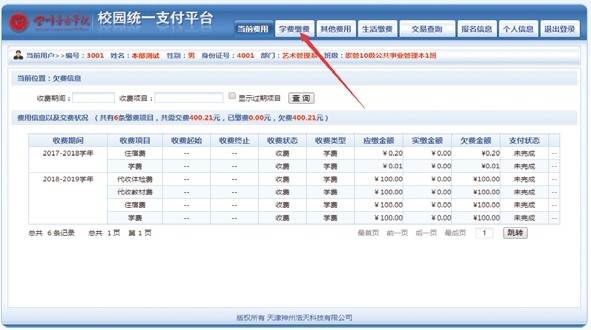 校园统一支付平台
当前费用 学费缴费 其他费用 生活缴费 交易查询 报名信息 个人信息 退出登录
当前用户>>编号：3001 姓名：本部测试 性别：男 身份证号：4001 部门：艺术管理系 班级：职管10级公共事业管理本1班
当前位置：欠费信息
收费期间： 收费项目： 显示过期项目 查 询
费用信息以及交费状况 （ 共有6条缴费项目，共需交费400.21元，已缴费0.00元，欠费400.21元）
收费期间 收费项目 收费起始 收费终止 收费状态 收费类型 应缴金额 实缴金额 欠费金额 支付状态
2017-2018学年 住宿费 -- -- 收费 学费 ￥0.20 ￥0.00 ￥0.20 未完成 --
学费 -- -- 收费 学费 ￥0.01 ￥0.00 ￥0.01 未完成 --
2018-2019学年 代收体检费 -- -- 收费 学费 ￥100.00 ￥0.00 ￥100.00 未完成 --
代收教材费 -- -- 收费 学费 ￥100.00 ￥0.00 ￥100.00 未完成 --
住宿费 -- -- 收费 学费 ￥100.00 ￥0.00 ￥100.00 未完成 --
学费 -- -- 收费 学费 ￥100.00 ￥0.00 ￥100.00 未完成 --
总共 6 条记录 总共 1 页 第 1 页 最首页 前一页 后一页 最后页 1 跳转
版权所有 天津神州浩天科技有限公司